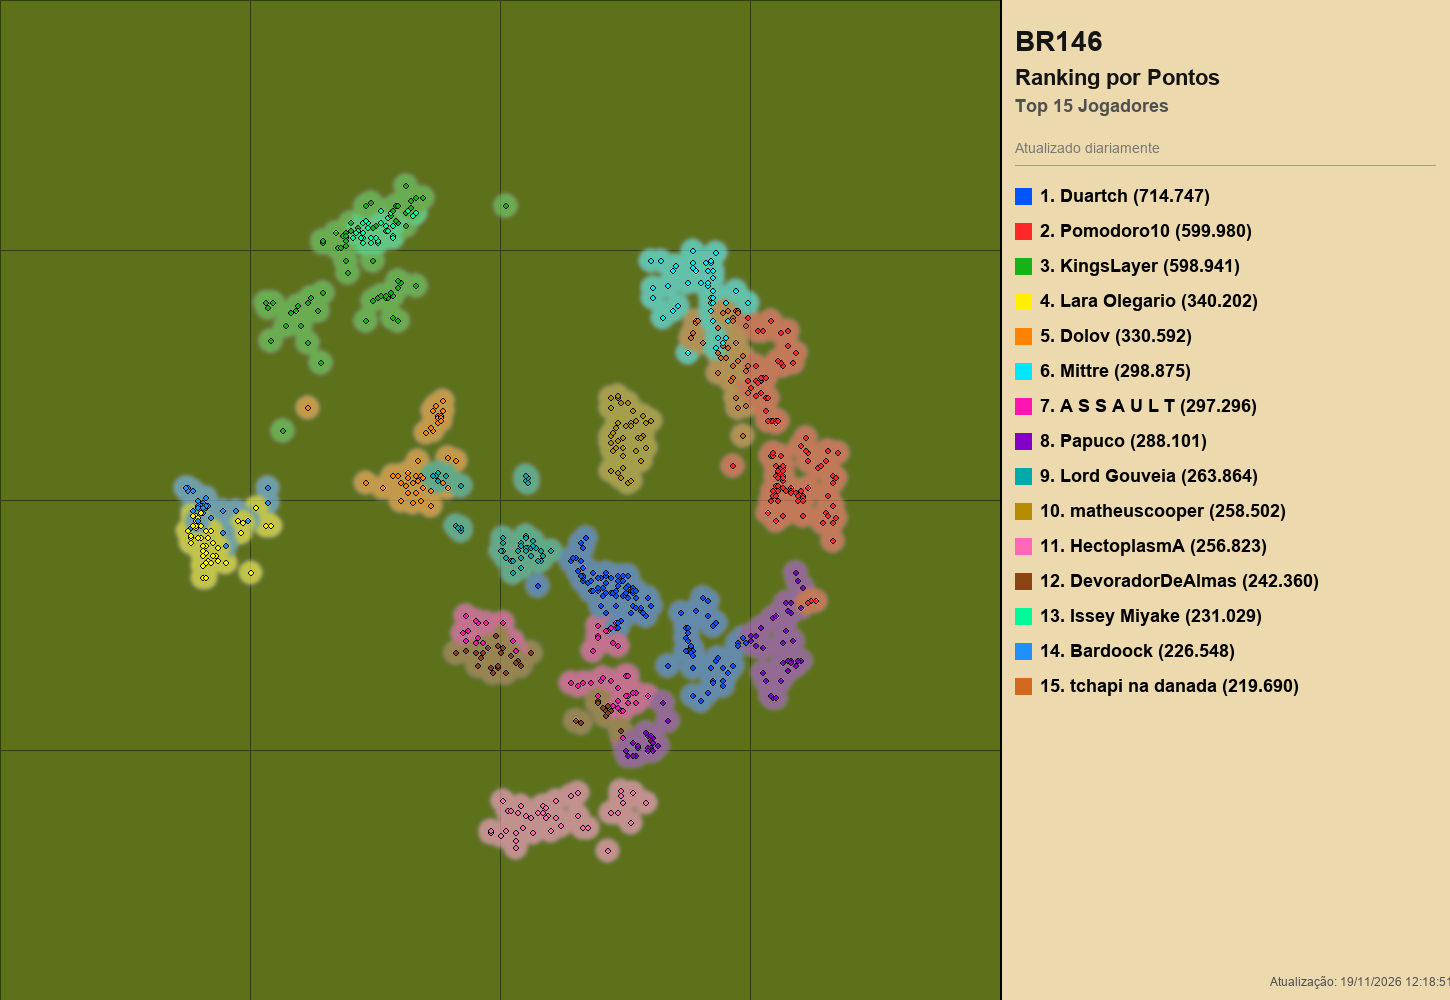 BR146
Ranking por Pontos
Top 15 Jogadores
Atualizado diariamente
1. Duartch (714.747)
2. Pomodoro10 (599.980)
3. KingsLayer (598.941)
4. Lara Olegario (340.202)
5. Dolov (330.592)
6. Mittre (298.875)
7. A S S A U L T (297.296)
8. Papuco (288.101)
9. Lord Gouveia (263.864)
10. matheuscooper (258.502)
11. HectoplasmA (256.823)
12. DevoradorDeAlmas (242.360)
13. Issey Miyake (231.029)
14. Bardoock (226.548)
15. tchapi na danada (219.690)
Atualização: 19/11/2026 12:18:51